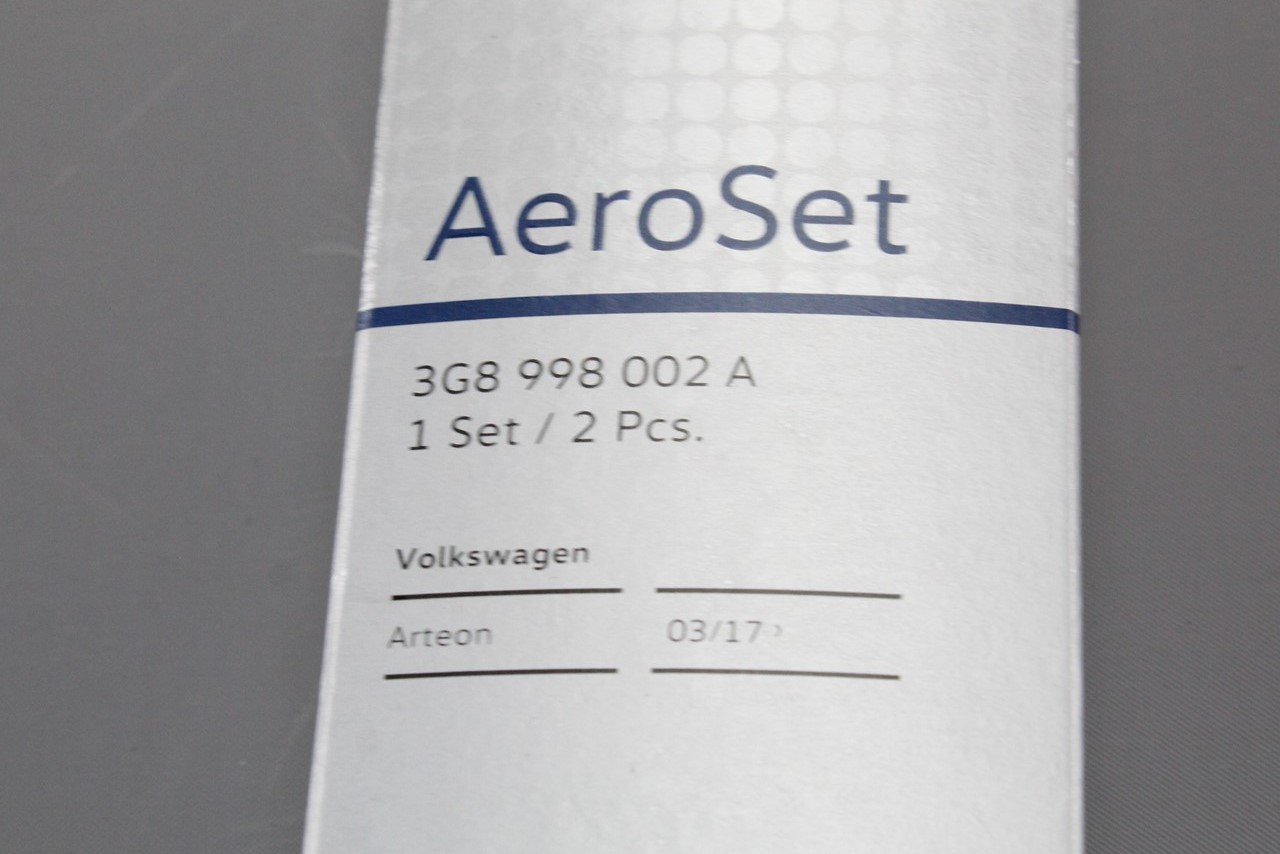 AeroSet
3G8 998 002 A
1 Set / 2 Pcs.
Volkswagen
Arteon 03/17 ›